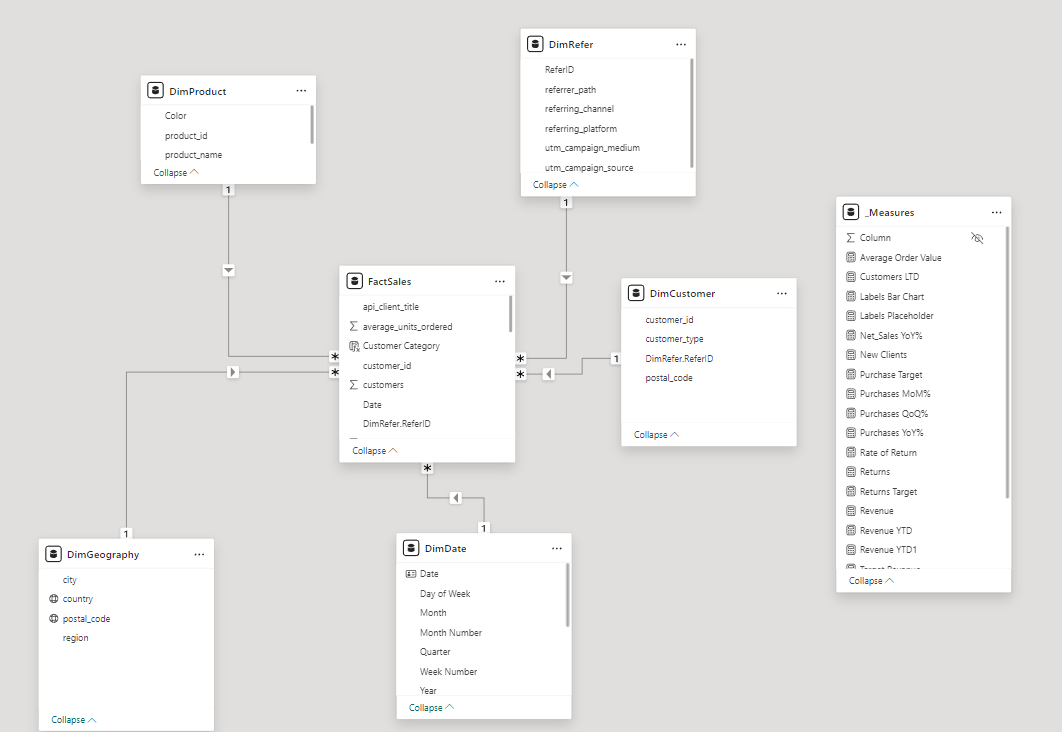 DimProduct
Color
product_id
product_name
Collapse
1
DimRefer
ReferID
referrer_path
referring_channel
referring_platform
utm_campaign_medium
utm_campaign_source
Collapse
1
FactSales
api_client_title
average_units_ordered
Customer Category
customer_id
customers
Date
DimRefer.ReferID
Collapse
*
*
*
*
*
DimCustomer
customer_id
customer_type
DimRefer.ReferID
postal_code
Collapse
1
_Measures
Column
Average Order Value
Customers LTD
Labels Bar Chart
Labels Placeholder
Net_Sales YoY%
New Clients
Purchase Target
Purchases MoM%
Purchases QoQ%
Purchases YoY%
Rate of Return
Returns
Returns Target
Revenue
Revenue YTD
Revenue YTD1
Target Revenue
Collapse
1
DimGeography
city
country
postal_code
region
Collapse
1
DimDate
Date
Day of Week
Month
Month Number
Quarter
Week Number
Year
Collapse